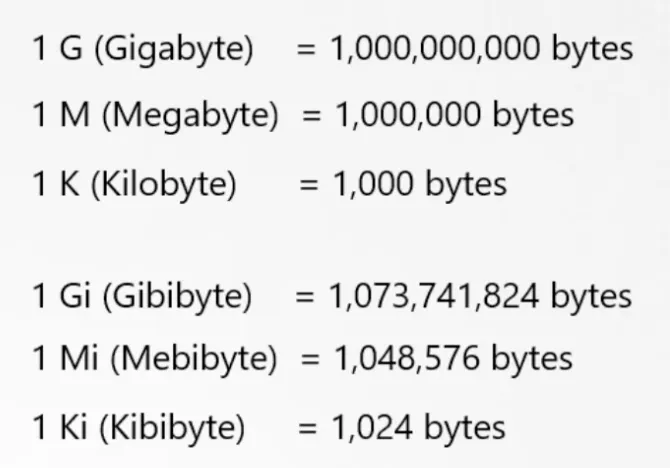 1 G (Gigabyte) = 1,000,000,000 bytes
1 M (Megabyte) = 1,000,000 bytes
1 K (Kilobyte) = 1,000 bytes
1 Gi (Gibibyte) = 1,073,741,824 bytes
1 Mi (Mebibyte) = 1,048,576 bytes
1 Ki (Kibibyte) = 1,024 bytes